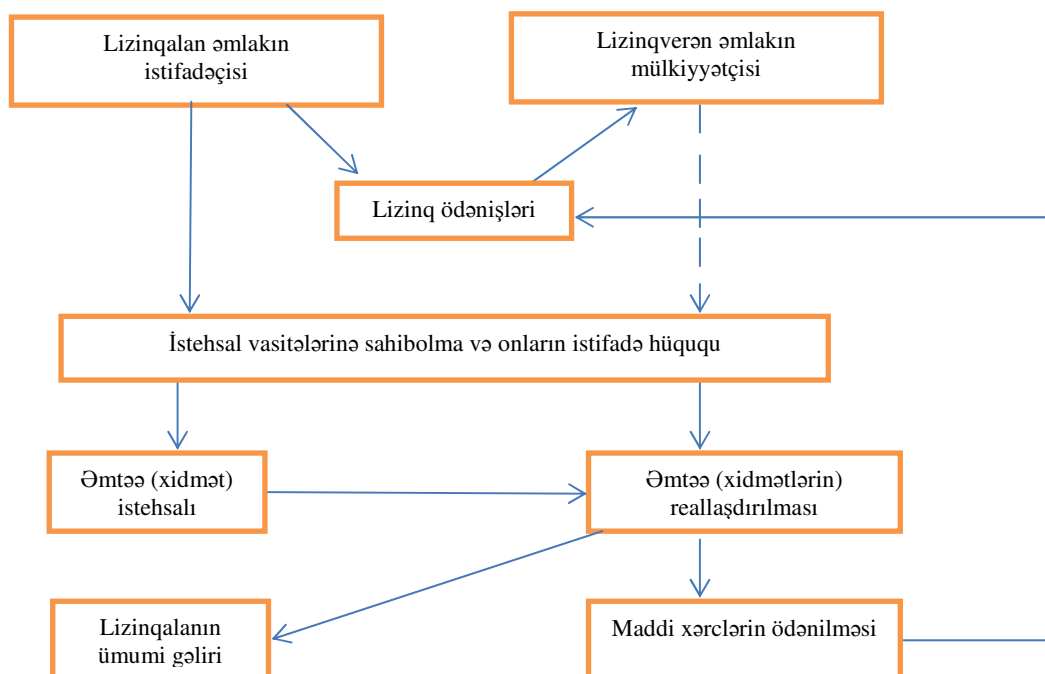 Lizinqalan əmlakın
istifadəçisi
Lizinqverən əmlakın
mülkiyyətçisi
Lizinq ödənişləri
İstehsal vasitələrinə sahibolma və onların istifadə hüququ
Əmtəə (xidmət)
istehsalı
Əmtəə (xidmətlərin)
reallaşdırılması
Lizinqalanın
ümumi gəliri
Maddi xərclərin ödənilməsi